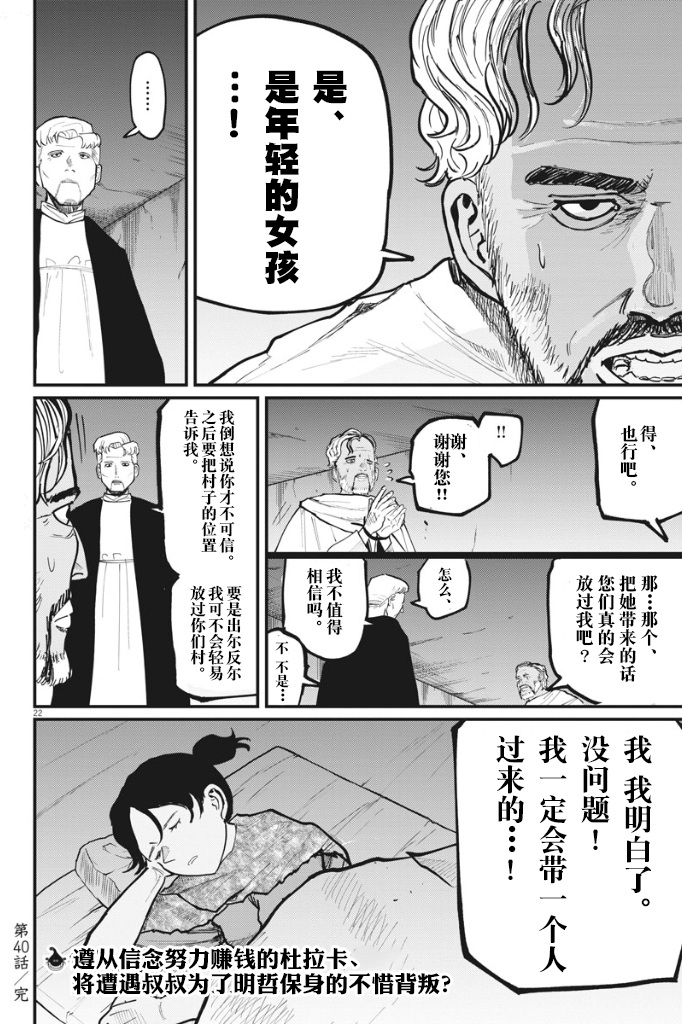 是、
是年轻的女孩
…！
……
得、
也行吧。
!!
谢、
谢谢您!!
那…那个、
把她带来的话
您们真的会
放过我吧？
怎么、
我不值得
相信吗。
不 不是…
我倒想说你才不可信。
之后要把村子的位置
告诉我。
要是出尔反尔
我可不会轻易
放过你们村。
22
我 我明白了。
没问题！
我一定会带一个人
过来的…！
遵从信念努力赚钱的杜拉卡、
将遭遇叔叔为了明哲保身的不惜背叛？
第40話／完